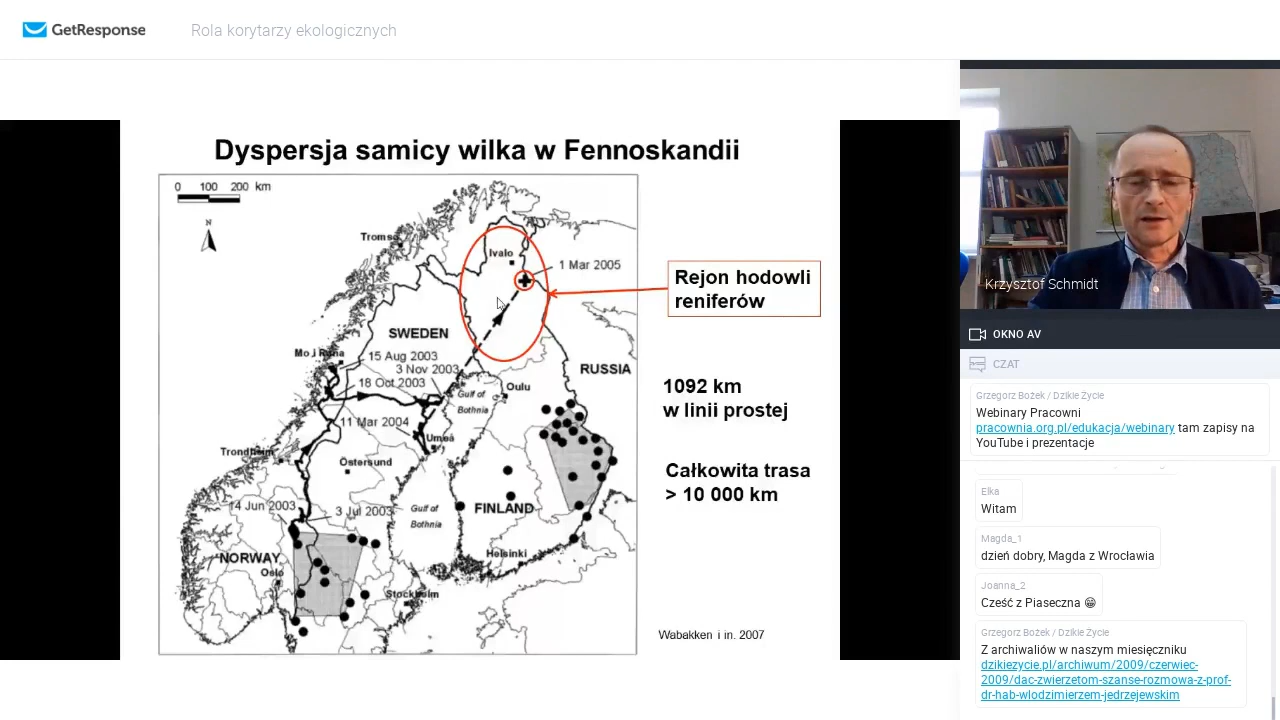 GetResponse
Rola korytarzy ekologicznych
Dyspersja samicy wilka w Fennoskandii
0 100 200 km
N
Tromsø
Ivalo
1 Mar 2005
Rejon hodowli
reniferów
SWEDEN
Mo i Rana
15 Aug 2003
3 Nov 2003
18 Oct 2003
RUSSIA
Oulu
Gulf of
Bothnia
1092 km
w linii prostej
11 Mar 2004
Umeå
Trondheim
Östersund
Całkowita trasa
> 10 000 km
14 Jun 2003
3 Jul 2003
Gulf of
Bothnia
FINLAND
NORWAY
Helsinki
Oslo
Stockholm
Wabakken i in. 2007
Krzysztof Schmidt
OKNO AV
CZAT
Grzegorz Bożek / Dzikie Życie
Webinary Pracowni
pracownia.org.pl/edukacja/webinary tam zapisy na
YouTube i prezentacje
Elka
Witam
Magda_1
dzień dobry, Magda z Wrocławia
Joanna_2
Cześć z Piaseczna 😀
Grzegorz Bożek / Dzikie Życie
Z archiwaliów w naszym miesięczniku
dzikiezycie.pl/archiwum/2009/czerwiec-
2009/dac-zwierzetom-szanse-rozmowa-z-prof-
dr-hab-wlodzimierzem-jedrzejewskim